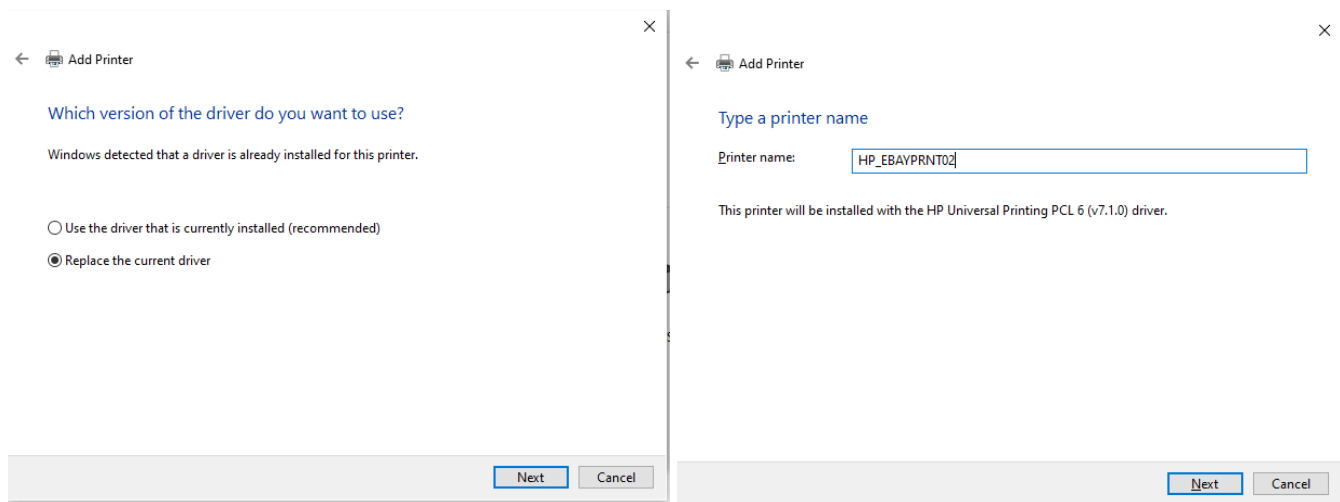 Add Printer
Which version of the driver do you want to use?
Windows detected that a driver is already installed for this printer.
Use the driver that is currently installed (recommended)
Replace the current driver
Next
Cancel
Add Printer
Type a printer name
Printer name:
HP_EBAYPRNT02
This printer will be installed with the HP Universal Printing PCL 6 (v7.1.0) driver.
Next
Cancel